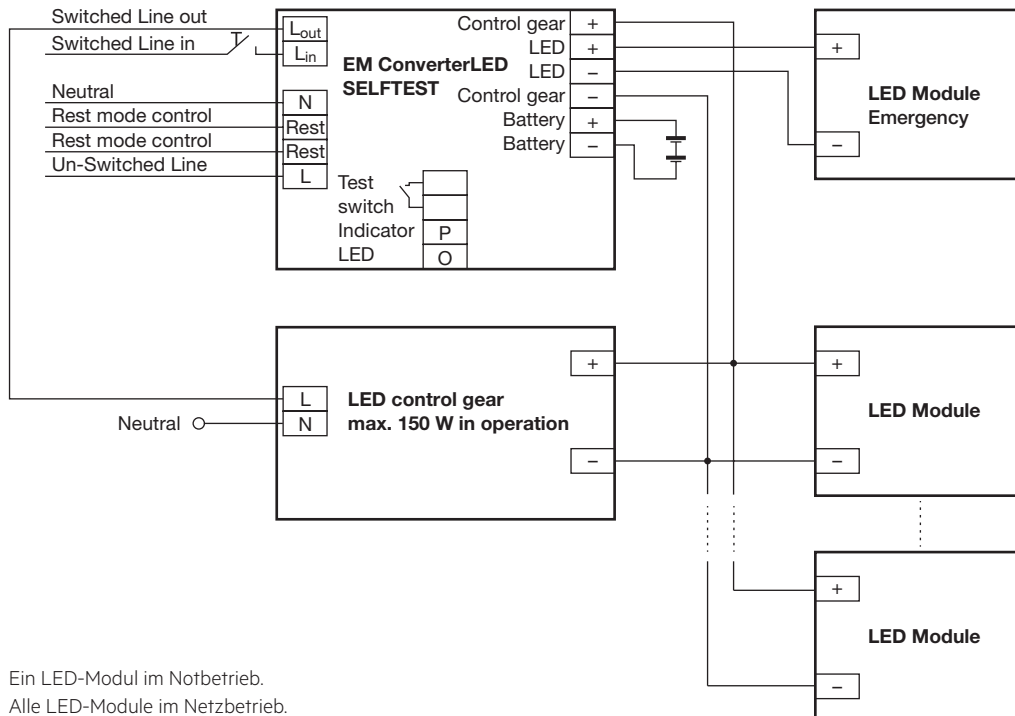 Switched Line out
Switched Line in
Neutral
Rest mode control
Rest mode control
Un-Switched Line
Lout
Lin
N
Rest
Rest
L
EM ConverterLED
SELFTEST
Test
switch
Indicator
LED
P
O
Control gear +
LED +
LED –
Control gear –
Battery +
Battery –
+
–
LED Module
Emergency
Neutral
L
N
LED control gear
max. 150 W in operation
+
–
+
–
LED Module
+
–
LED Module
Ein LED-Modul im Notbetrieb.
Alle LED-Module im Netzbetrieb.